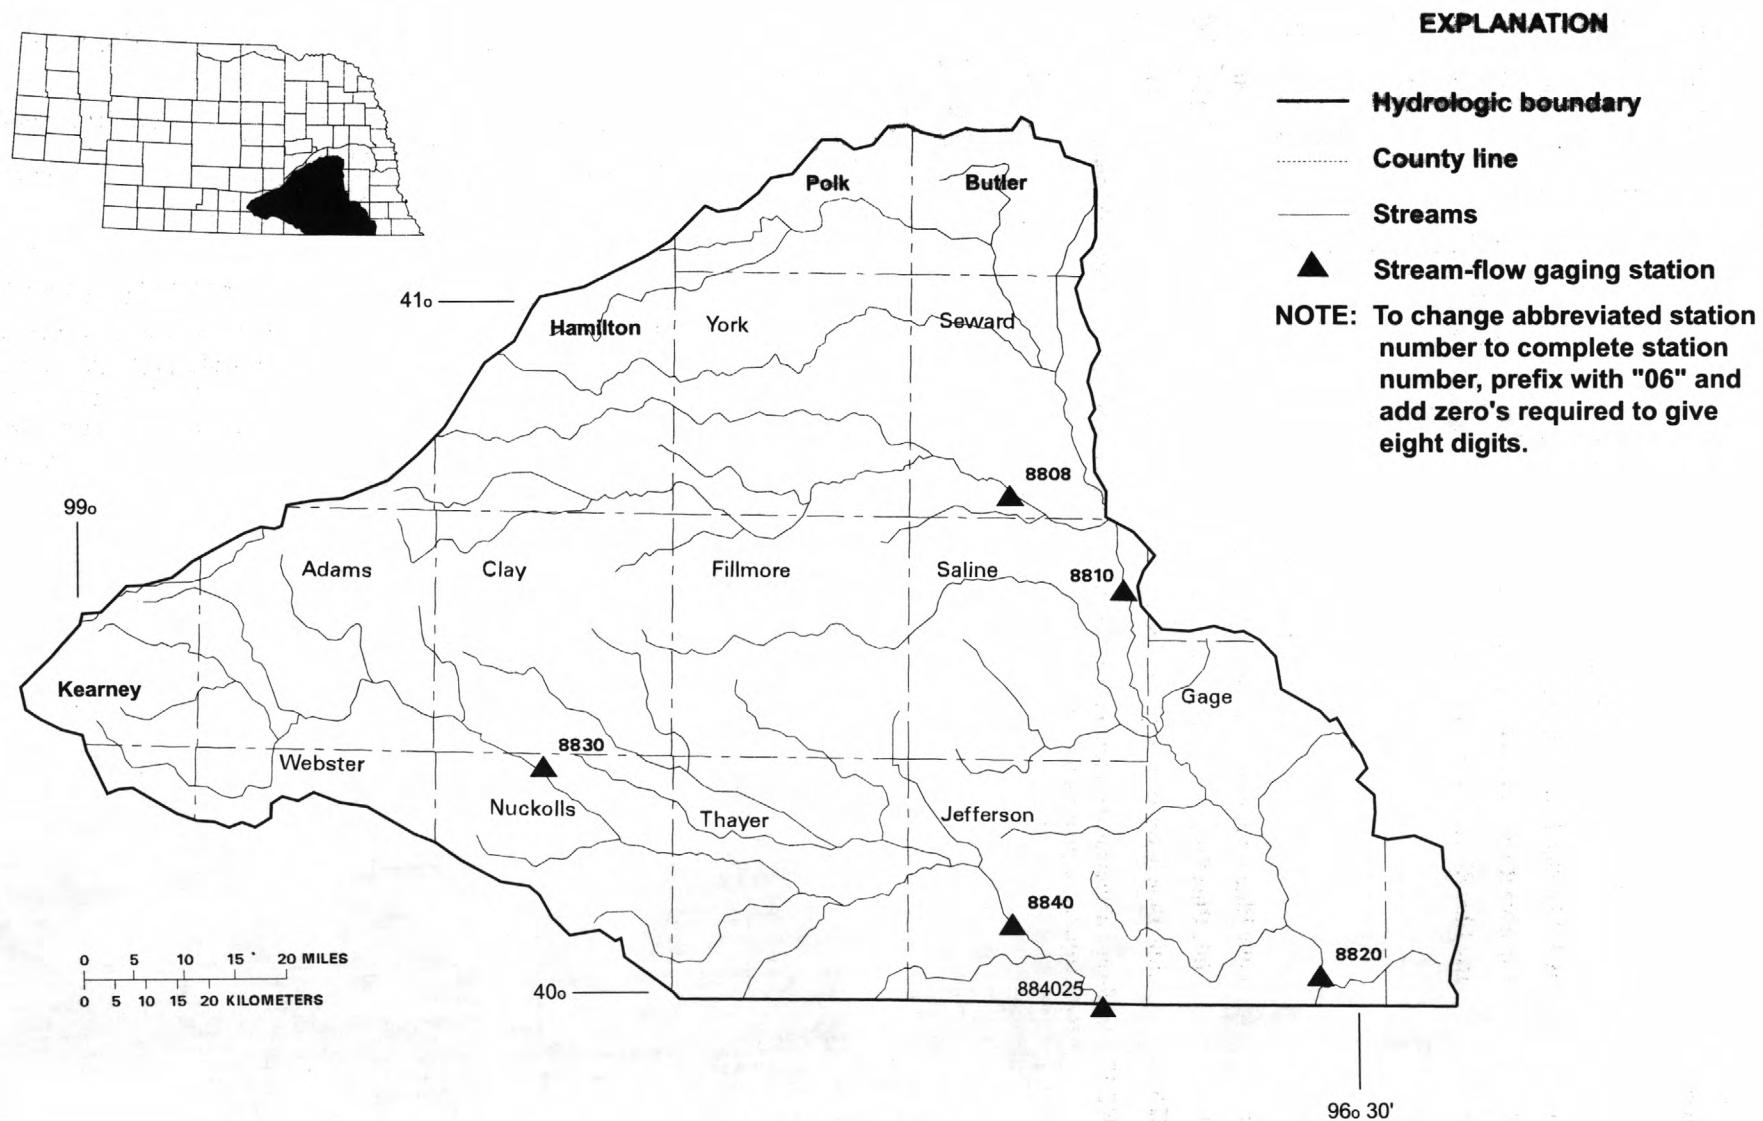 EXPLANATION
Hydrologic boundary
County line
Streams
Stream-flow gaging station
NOTE: To change abbreviated station
number to complete station
number, prefix with "06" and
add zero's required to give
eight digits.
Polk
Butler
41o
Hamilton
York
Seward
8808
99o
Adams
Clay
Fillmore
Saline
8810
Kearney
Gage
8830
Webster
Nuckolls
Thayer
Jefferson
8840
8820
0 5 10 15 20 MILES
0 5 10 15 20 KILOMETERS
40o
884025
96o 30'